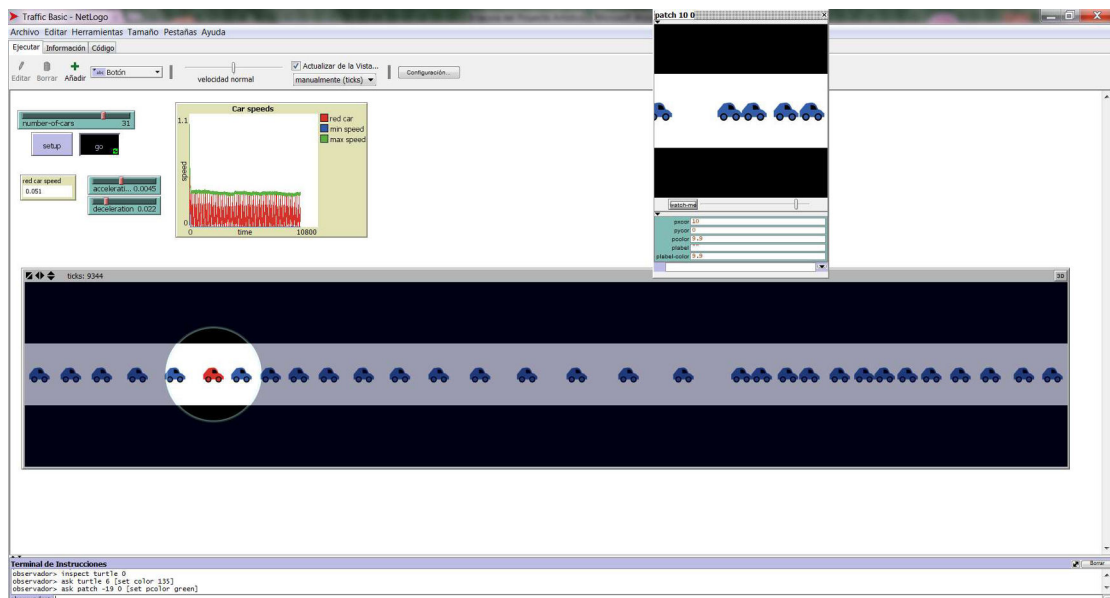 Traffic Basic - NetLogo
Archivo Editar Herramientas Tamaño Pestañas Ayuda
Ejecutar Información Código
Editar Borrar Añadir
Botón
velocidad normal
Actualizar de la Vista...
manualmente (ticks)
Configuración...
number-of-cars 31
setup
go
red car speed
0.051
accelerati... 0.0045
deceleration 0.022
Car speeds
1.1
speed
0
0 time 10800
red car
min speed
max speed
patch 10 0
watch-me
pxcor 10
pycor 0
pcolor 9.9
plabel ""
plabel-color 9.9
ticks: 9344
3D
Terminal de Instrucciones
Borrar
observador> inspect turtle 0
observador> ask turtle 6 [set color 135]
observador> ask patch -19 0 [set pcolor green]